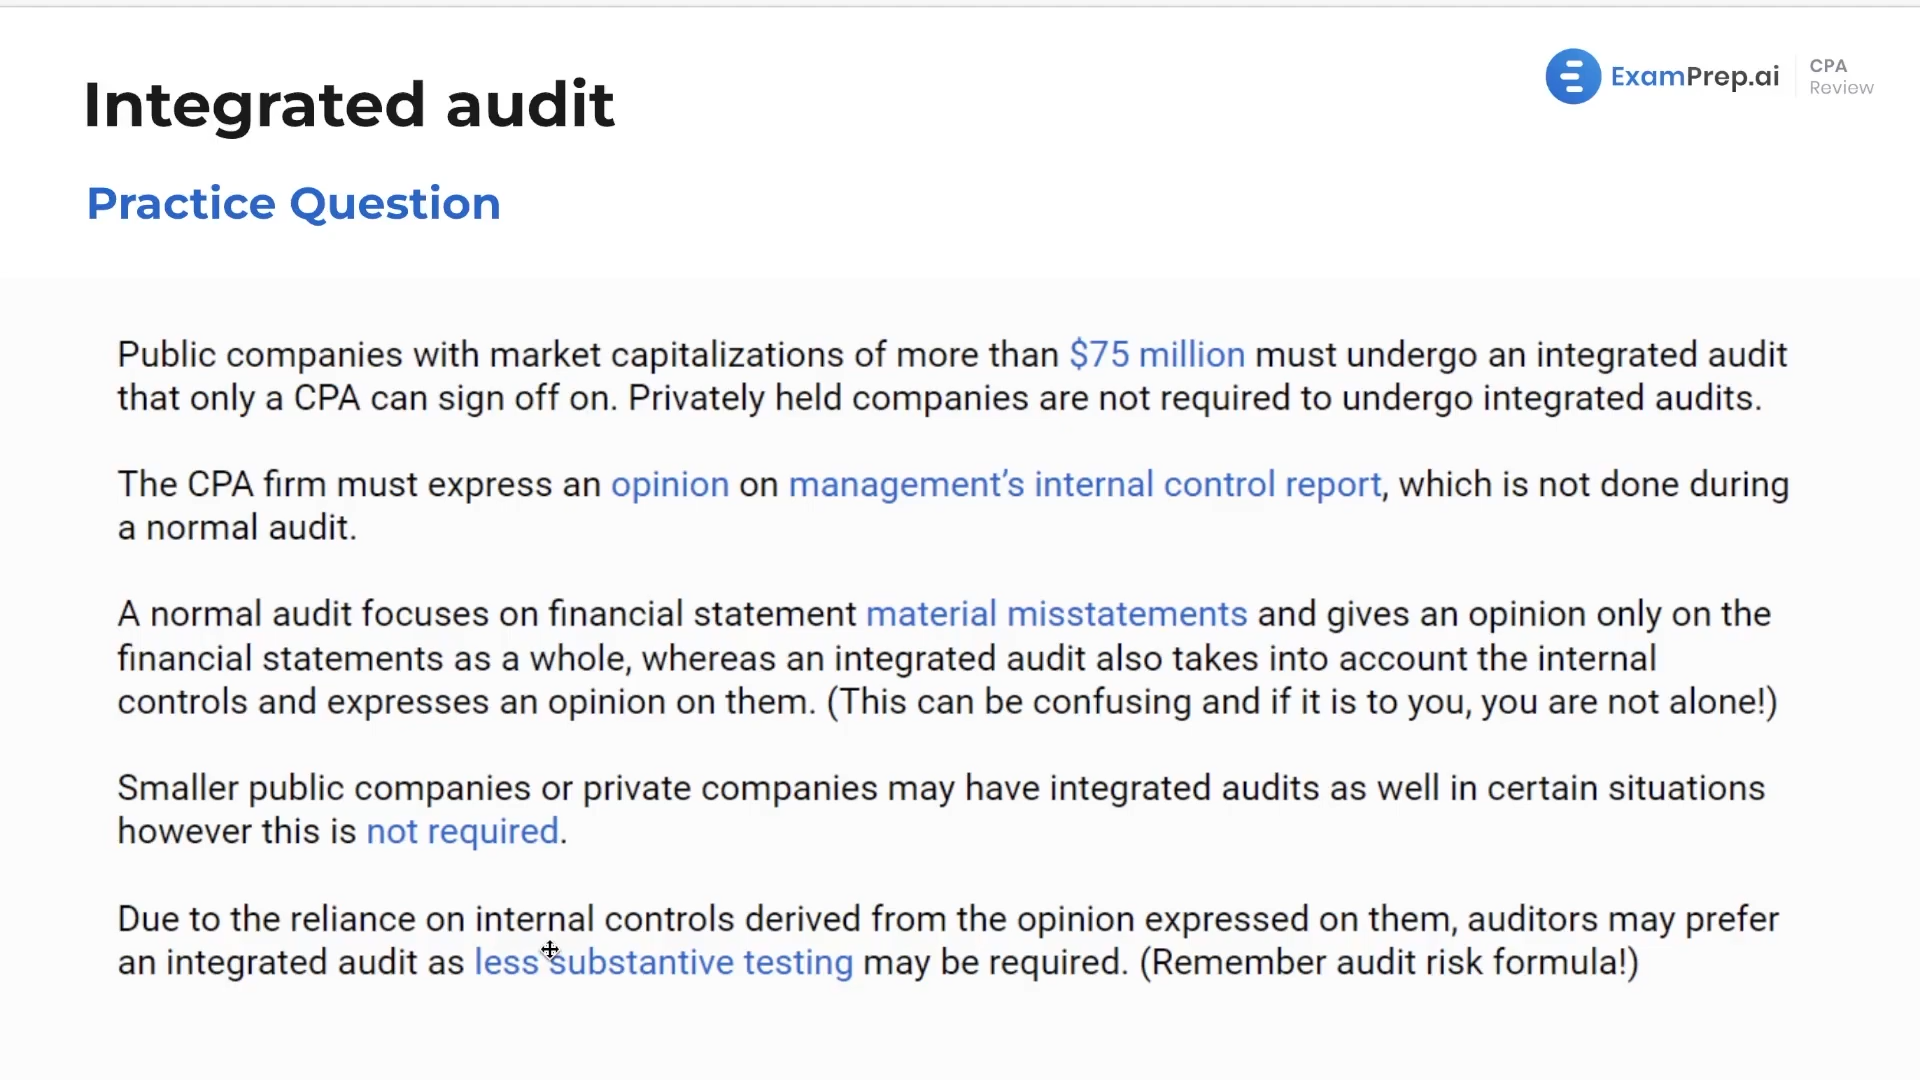 Integrated audit
ExamPrep.ai
CPA
Review
Practice Question
Public companies with market capitalizations of more than $75 million must undergo an integrated audit
that only a CPA can sign off on. Privately held companies are not required to undergo integrated audits.
The CPA firm must express an opinion on management’s internal control report, which is not done during
a normal audit.
A normal audit focuses on financial statement material misstatements and gives an opinion only on the
financial statements as a whole, whereas an integrated audit also takes into account the internal
controls and expresses an opinion on them. (This can be confusing and if it is to you, you are not alone!)
Smaller public companies or private companies may have integrated audits as well in certain situations
however this is not required.
Due to the reliance on internal controls derived from the opinion expressed on them, auditors may prefer
an integrated audit as less substantive testing may be required. (Remember audit risk formula!)